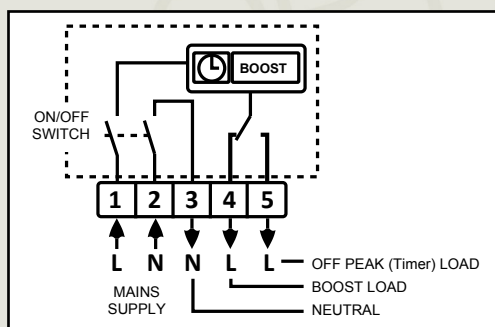 BOOST
ON/OFF
SWITCH
1 2 3 4 5
L N N L L
OFF PEAK (Timer) LOAD
MAINS
SUPPLY
BOOST LOAD
NEUTRAL